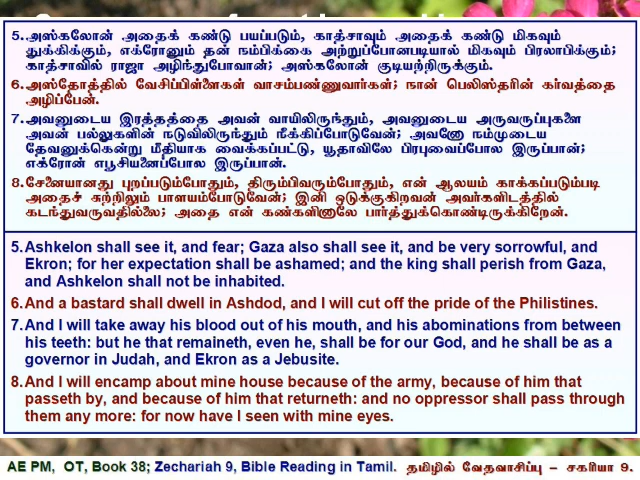 5. அஸ்கலோன் அதைக் கண்டு பயப்படும், காத்சாவும் அதைக் கண்டு மிகவும்
துக்கிக்கும், எக்ரோனும் தன் நம்பிக்கை அற்றுப்போனபடியால் மிகவும் பிரலாபிக்கும்;
காத்சாவில் ராஜா அழிந்துபோவான்; அஸ்கலோன் குடியற்றிருக்கும்.
6. அஸ்தோத்தில் வேசிப்பிள்ளைகள் வாசம்பண்ணுவார்கள்; நான் பெலிஸ்தரின் கர்வத்தை
அழிப்பேன்.
7. அவனுடைய இரத்தத்தை அவன் வாயிலிருந்தும், அவனுடைய அருவருப்புகளை
அவன் பல்லுகளின் நடுவிலிருந்தும் நீக்கிப்போடுவேன்; அவனோ நம்முடைய
தேவனுக்கென்று மீதியாக வைக்கப்பட்டு, யூதாவிலே பிரபுவைப்போல இருப்பான்;
எக்ரோன் எபூசியனைப்போல இருப்பான்.
8. சேனையானது புறப்படும்போதும், திரும்பிவரும்போதும், என் ஆலயம் காக்கப்படும்படி
அதைச் சுற்றிலும் பாளயம்போடுவேன்; இனி ஒடுக்குகிறவன் அவர்களிடத்தில்
கடந்துவருவதில்லை; அதை என் கண்களினாலே பார்த்துக்கொண்டிருக்கிறேன்.
5. Ashkelon shall see it, and fear; Gaza also shall see it, and be very sorrowful, and
Ekron; for her expectation shall be ashamed; and the king shall perish from Gaza,
and Ashkelon shall not be inhabited.
6. And a bastard shall dwell in Ashdod, and I will cut off the pride of the Philistines.
7. And I will take away his blood out of his mouth, and his abominations from between
his teeth: but he that remaineth, even he, shall be for our God, and he shall be as a
governor in Judah, and Ekron as a Jebusite.
8. And I will encamp about mine house because of the army, because of him that
passeth by, and because of him that returneth: and no oppressor shall pass through
them any more: for now have I seen with mine eyes.
AE PM, OT, Book 38; Zechariah 9, Bible Reading in Tamil. தமிழில் வேதவாசிப்பு – சகரியா 9.